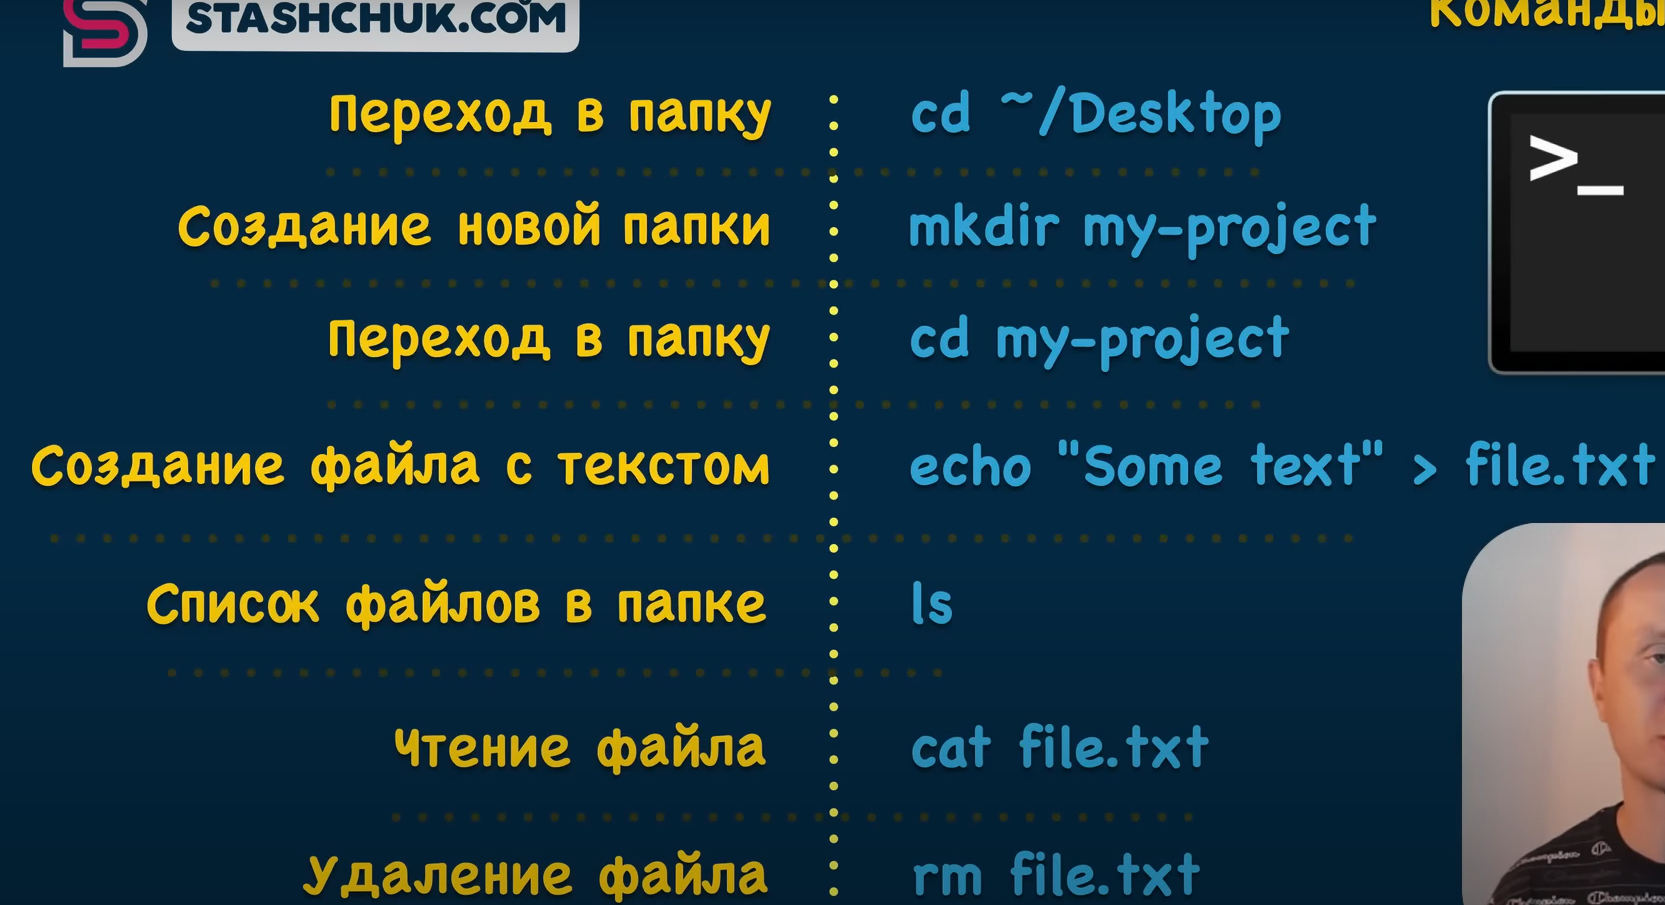 STASHCHUK.COM
Команды
Переход в папку cd ~/Desktop
>_
Создание новой папки mkdir my-project
Переход в папку cd my-project
Создание файла с текстом echo "Some text" > file.txt
Список файлов в папке ls
Чтение файла cat file.txt
Удаление файла rm file.txt
Champion